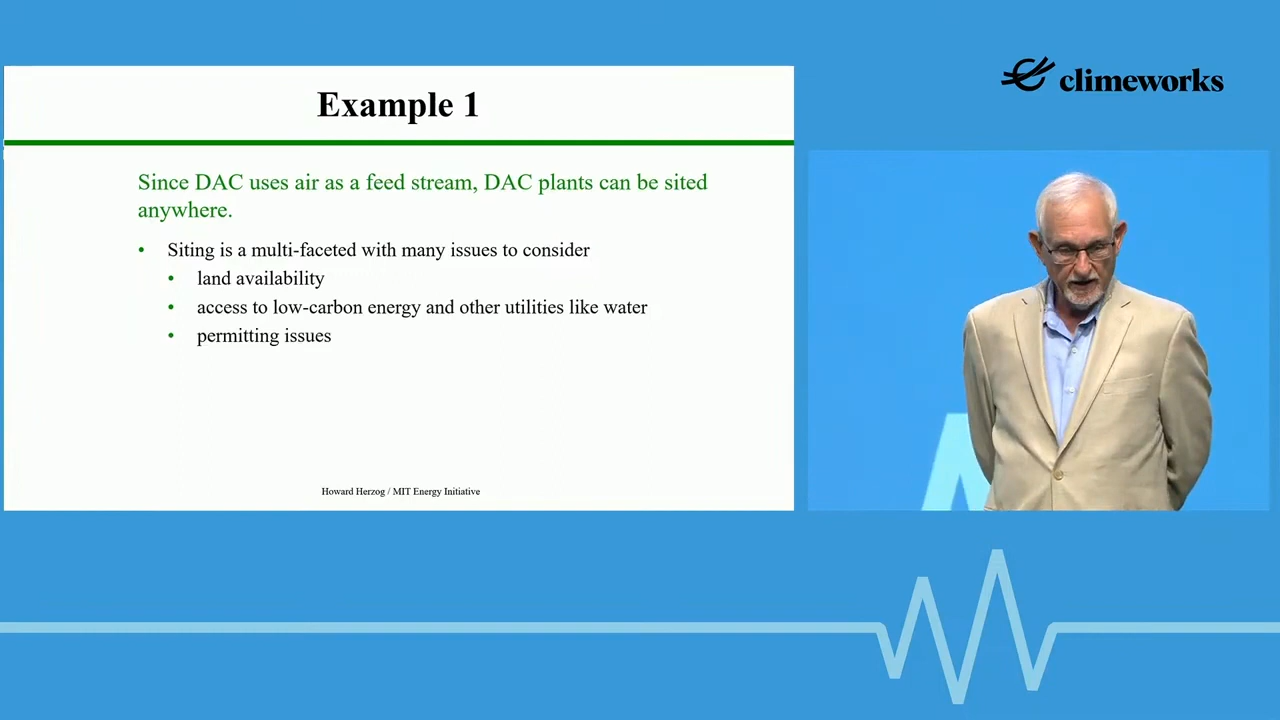 climeworks
Example 1
Since DAC uses air as a feed stream, DAC plants can be sited
anywhere.
• Siting is a multi-faceted with many issues to consider
• land availability
• access to low-carbon energy and other utilities like water
• permitting issues
Howard Herzog / MIT Energy Initiative